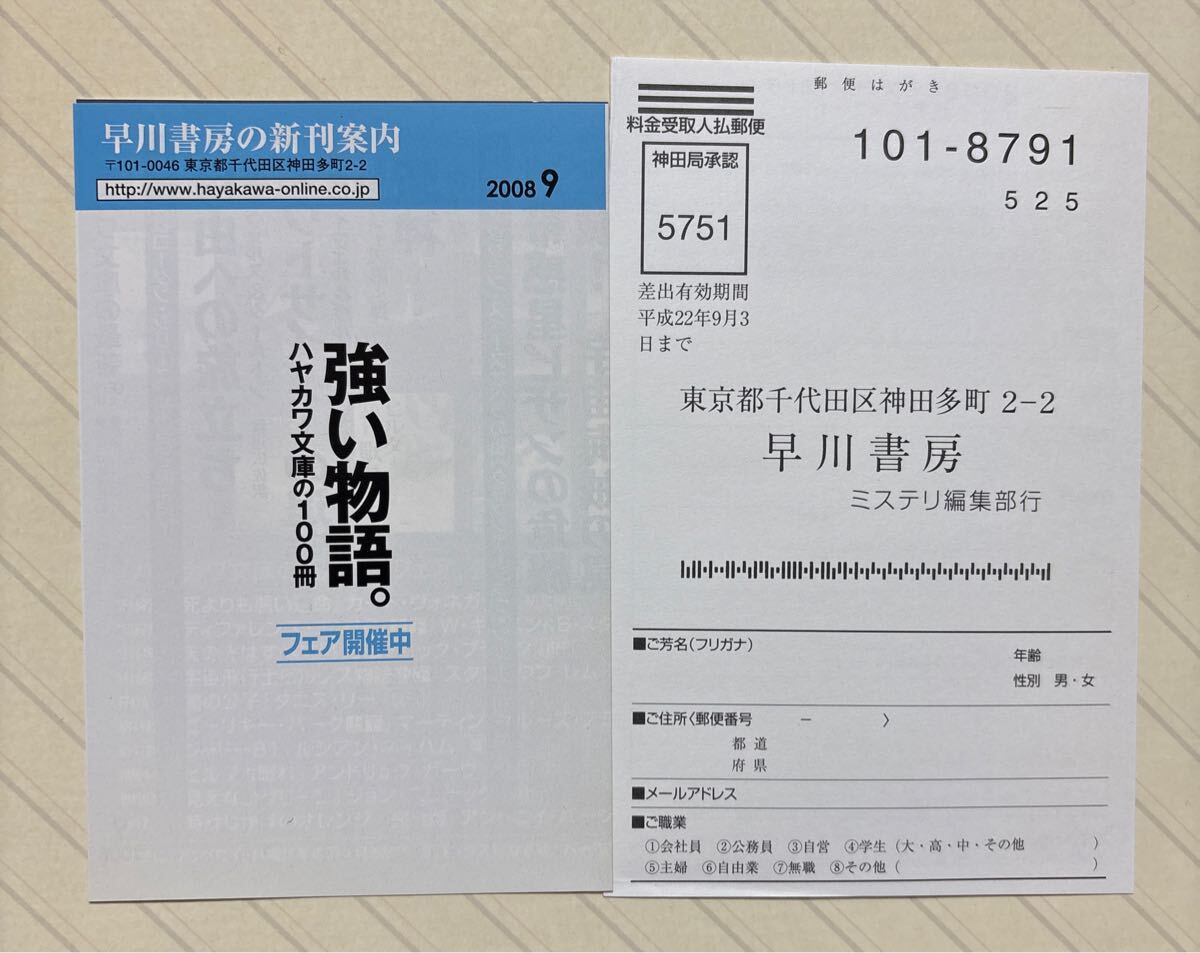 早川書房の新刊案内
〒101-0046 東京都千代田区神田多町2-2
http://www.hayakawa-online.co.jp
2008 9
強い物語。
ハヤカワ文庫の100冊
フェア開催中
郵便はがき
料金受取人払郵便
神田局承認
5751
差出有効期間
平成22年9月3
日まで
101-8791
525
東京都千代田区神田多町 2-2
早川書房
ミステリ編集部行
■ご芳名(フリガナ)
年齢
性別 男・女
■ご住所〈郵便番号 － 〉
都道
府県
■メールアドレス
■ご職業
①会社員 ②公務員 ③自営 ④学生(大・高・中・その他 )
⑤主婦 ⑥自由業 ⑦無職 ⑧その他( )